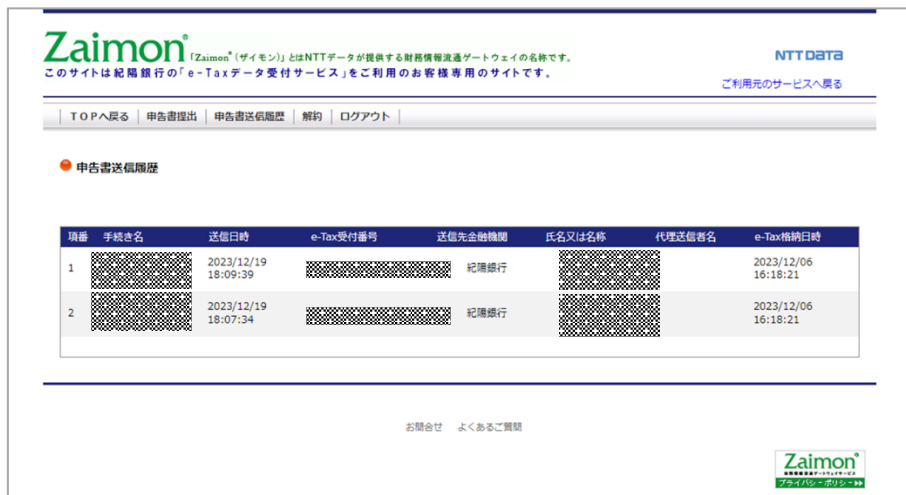 Zaimon®「Zaimon®(ザイモン)」とはNTTデータが提供する財務情報流通ゲートウェイの名称です。
NTT DATA
このサイトは紀陽銀行の「e-Taxデータ受付サービス」をご利用のお客様専用のサイトです。
ご利用元のサービスへ戻る
TOPへ戻る 申告書提出 申告書送信履歴 解約 ログアウト
申告書送信履歴
項番 手続き名 送信日時 e-Tax受付番号 送信先金融機関 氏名又は名称 代理送信者名 e-Tax格納日時
1 2023/12/19 紀陽銀行 2023/12/06
18:09:39 16:18:21
2 2023/12/19 紀陽銀行 2023/12/06
18:07:34 16:18:21
お問合せ よくあるご質問
Zaimon®
プライバシーポリシー